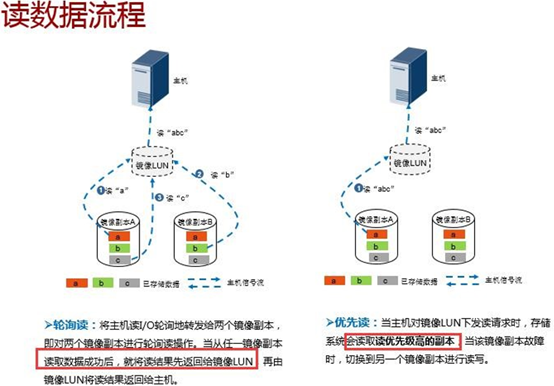 读数据流程
主机
读 "abc"
镜像LUN
1 读 "a"
2 读 "b"
3 读 "c"
镜像副本A
a
b
c
镜像副本B
a
b
c
a b c 已存储数据 主机信号流
➢轮询读：将主机读I/O轮询地转发给两个镜像副本，
即对两个镜像副本进行轮询读操作。当从任一镜像副本
读取数据成功后，就将读结果先返回给镜像LUN 再由
镜像LUN将读结果返回给主机。
主机
读 "abc"
镜像LUN
1 读"abc"
镜像副本A
a
b
c
镜像副本B
a
b
c
a b c 已存储数据 主机信号流
➢优先读：当主机对镜像LUN下发读请求时，存储
系统会读取读优先级高的副本，当该镜像副本故障
时，切换到另一个镜像副本进行读写。